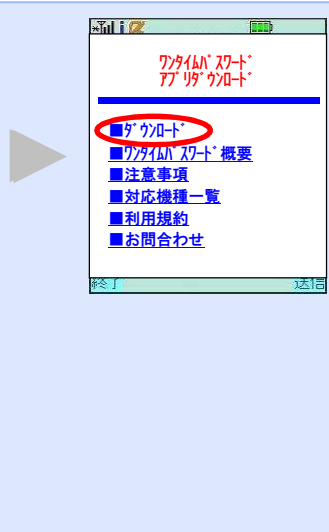 ﾜﾝﾀｲﾑﾊﾟｽﾜｰﾄﾞ
ｱﾌﾟﾘﾀﾞｳﾝﾛｰﾄﾞ
■ﾀﾞｳﾝﾛｰﾄﾞ
■ﾜﾝﾀｲﾑﾊﾟｽﾜｰﾄﾞ概要
■注意事項
■対応機種一覧
■利用規約
■お問合わせ
終了 送信